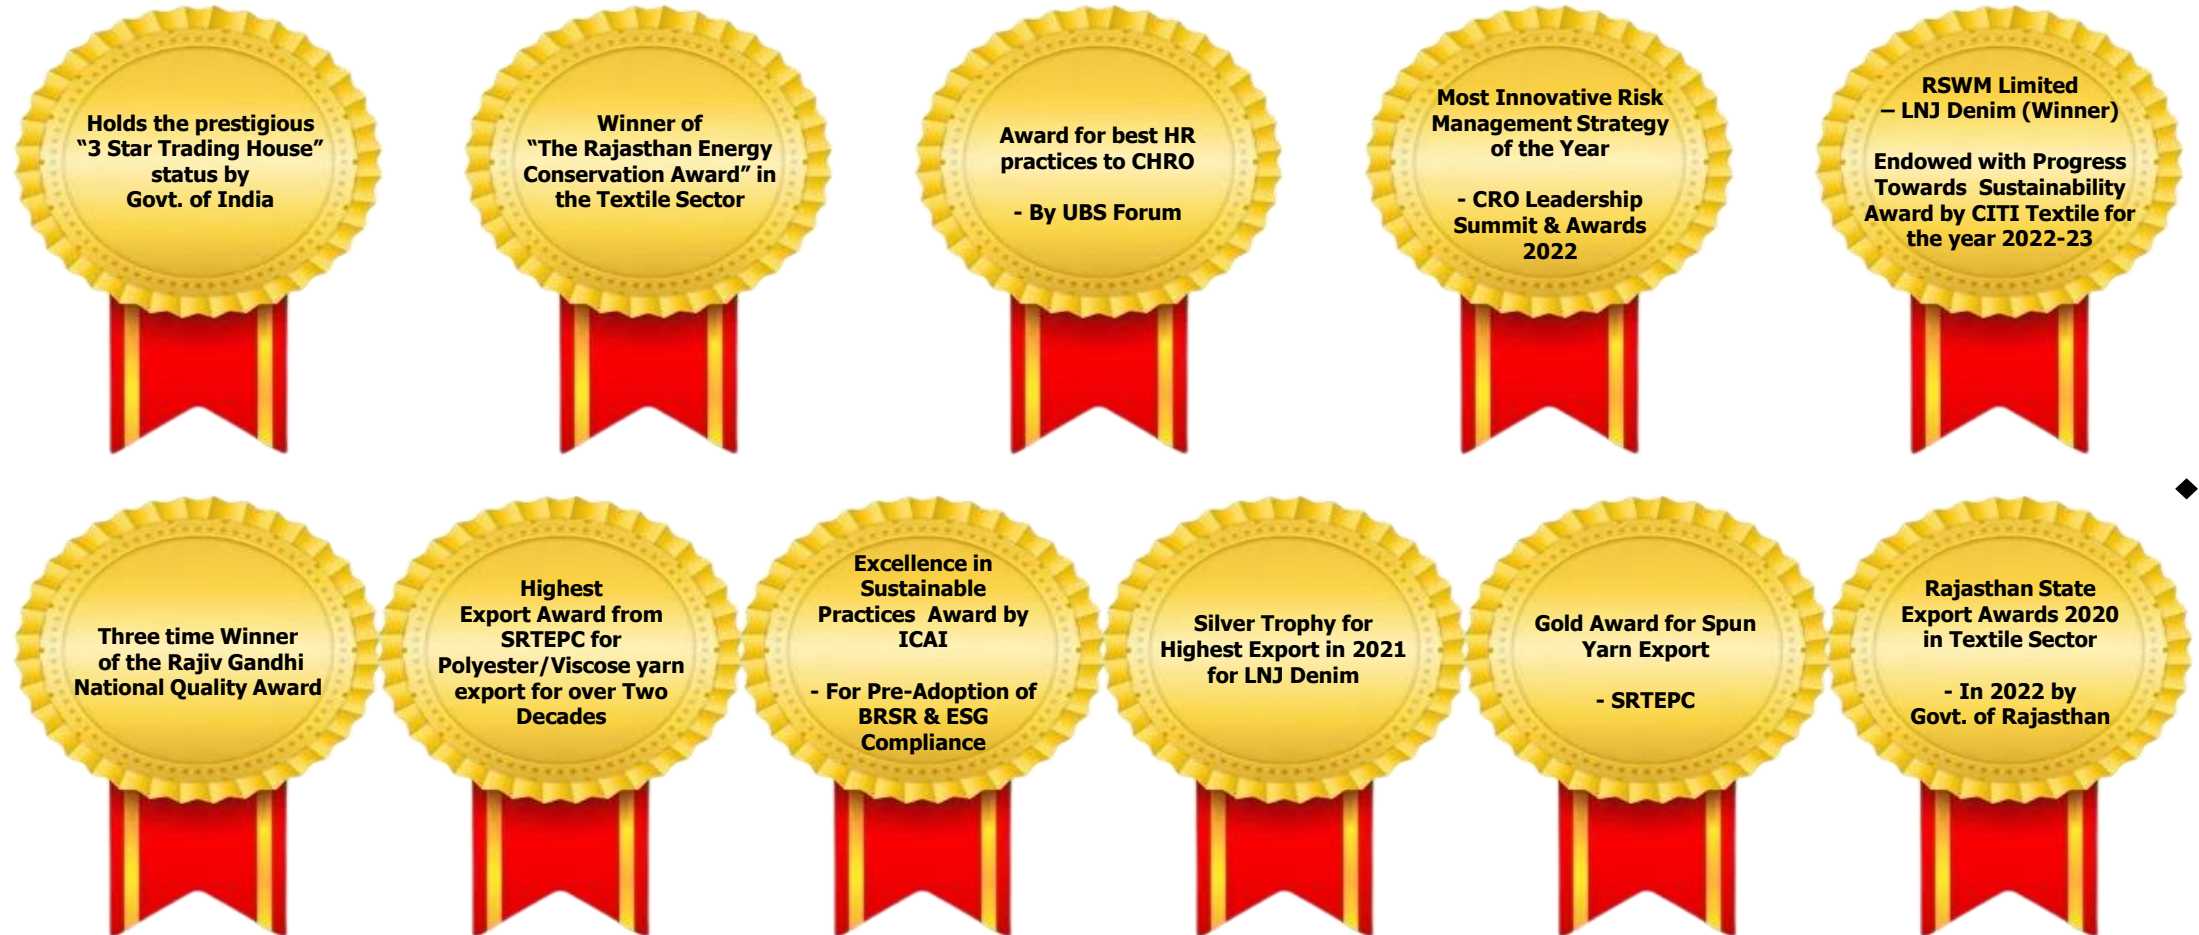 Holds the prestigious
“3 Star Trading House”
status by
Govt. of India
Winner of
“The Rajasthan Energy
Conservation Award” in
the Textile Sector
Award for best HR
practices to CHRO
- By UBS Forum
Most Innovative Risk
Management Strategy
of the Year
- CRO Leadership
Summit & Awards
2022
RSWM Limited
– LNJ Denim (Winner)
Endowed with Progress
Towards Sustainability
Award by CITI Textile for
the year 2022-23
Three time Winner
of the Rajiv Gandhi
National Quality Award
Highest
Export Award from
SRTEPC for
Polyester/Viscose yarn
export for over Two
Decades
Excellence in
Sustainable
Practices Award by
ICAI
- For Pre-Adoption of
BRSR & ESG
Compliance
Silver Trophy for
Highest Export in 2021
for LNJ Denim
Gold Award for Spun
Yarn Export
- SRTEPC
Rajasthan State
Export Awards 2020
in Textile Sector
- In 2022 by
Govt. of Rajasthan